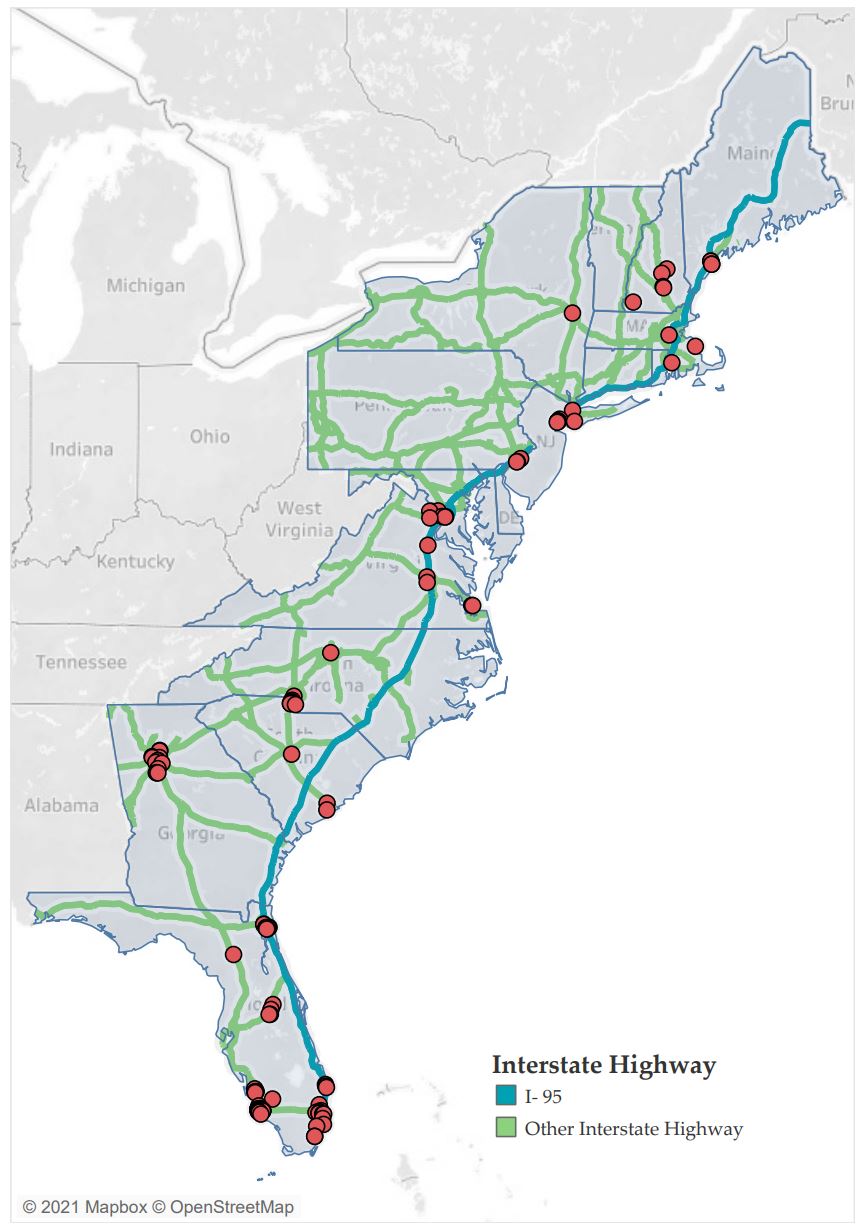 Maine
Michigan
MA
Indiana
Ohio
NJ
West
Virginia
DE
Kentucky
Tennessee
Alabama
Georgia
Interstate Highway
I- 95
Other Interstate Highway
© 2021 Mapbox © OpenStreetMap